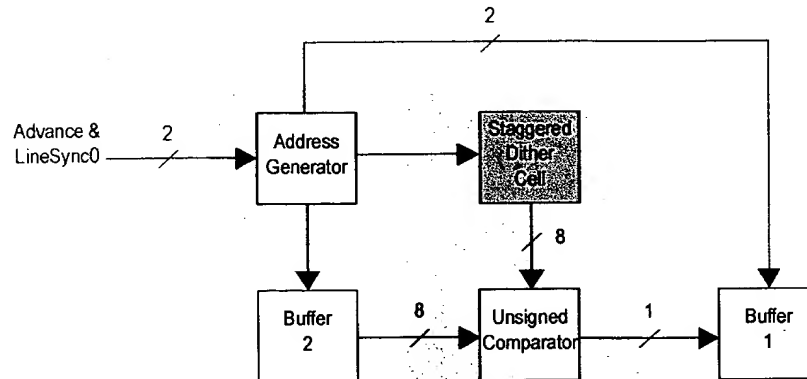 2
Advance &
LineSync0
2
Address
Generator
Staggered
Dither
Cell
8
Buffer
2
8
Unsigned
Comparator
1
Buffer
1